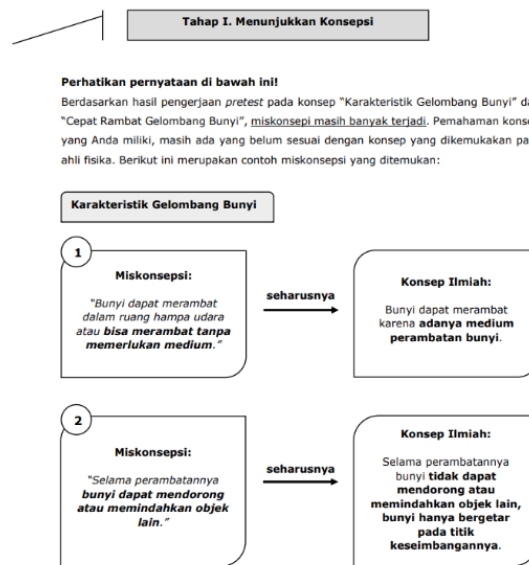 Tahap I. Menunjukkan Konsepsi
Perhatikan pernyataan di bawah ini!
Berdasarkan hasil pengerjaan pretest pada konsep "Karakteristik Gelombang Bunyi" da
"Cepat Rambat Gelombang Bunyi", miskonsepsi masih banyak terjadi. Pemahaman konse
yang Anda miliki, masih ada yang belum sesuai dengan konsep yang dikemukakan pa
ahli fisika. Berikut ini merupakan contoh miskonsepsi yang ditemukan:
Karakteristik Gelombang Bunyi
1
Miskonsepsi:
"Bunyi dapat merambat
dalam ruang hampa udara
atau bisa merambat tanpa
memerlukan medium."
seharusnya
Konsep Ilmiah:
Bunyi dapat merambat
karena adanya medium
perambatan bunyi.
2
Miskonsepsi:
"Selama perambatannya
bunyi dapat mendorong
atau memindahkan objek
lain."
seharusnya
Konsep Ilmiah:
Selama perambatannya
bunyi tidak dapat
mendorong atau
memindahkan objek lain,
bunyi hanya bergetar
pada titik
keseimbangannya.